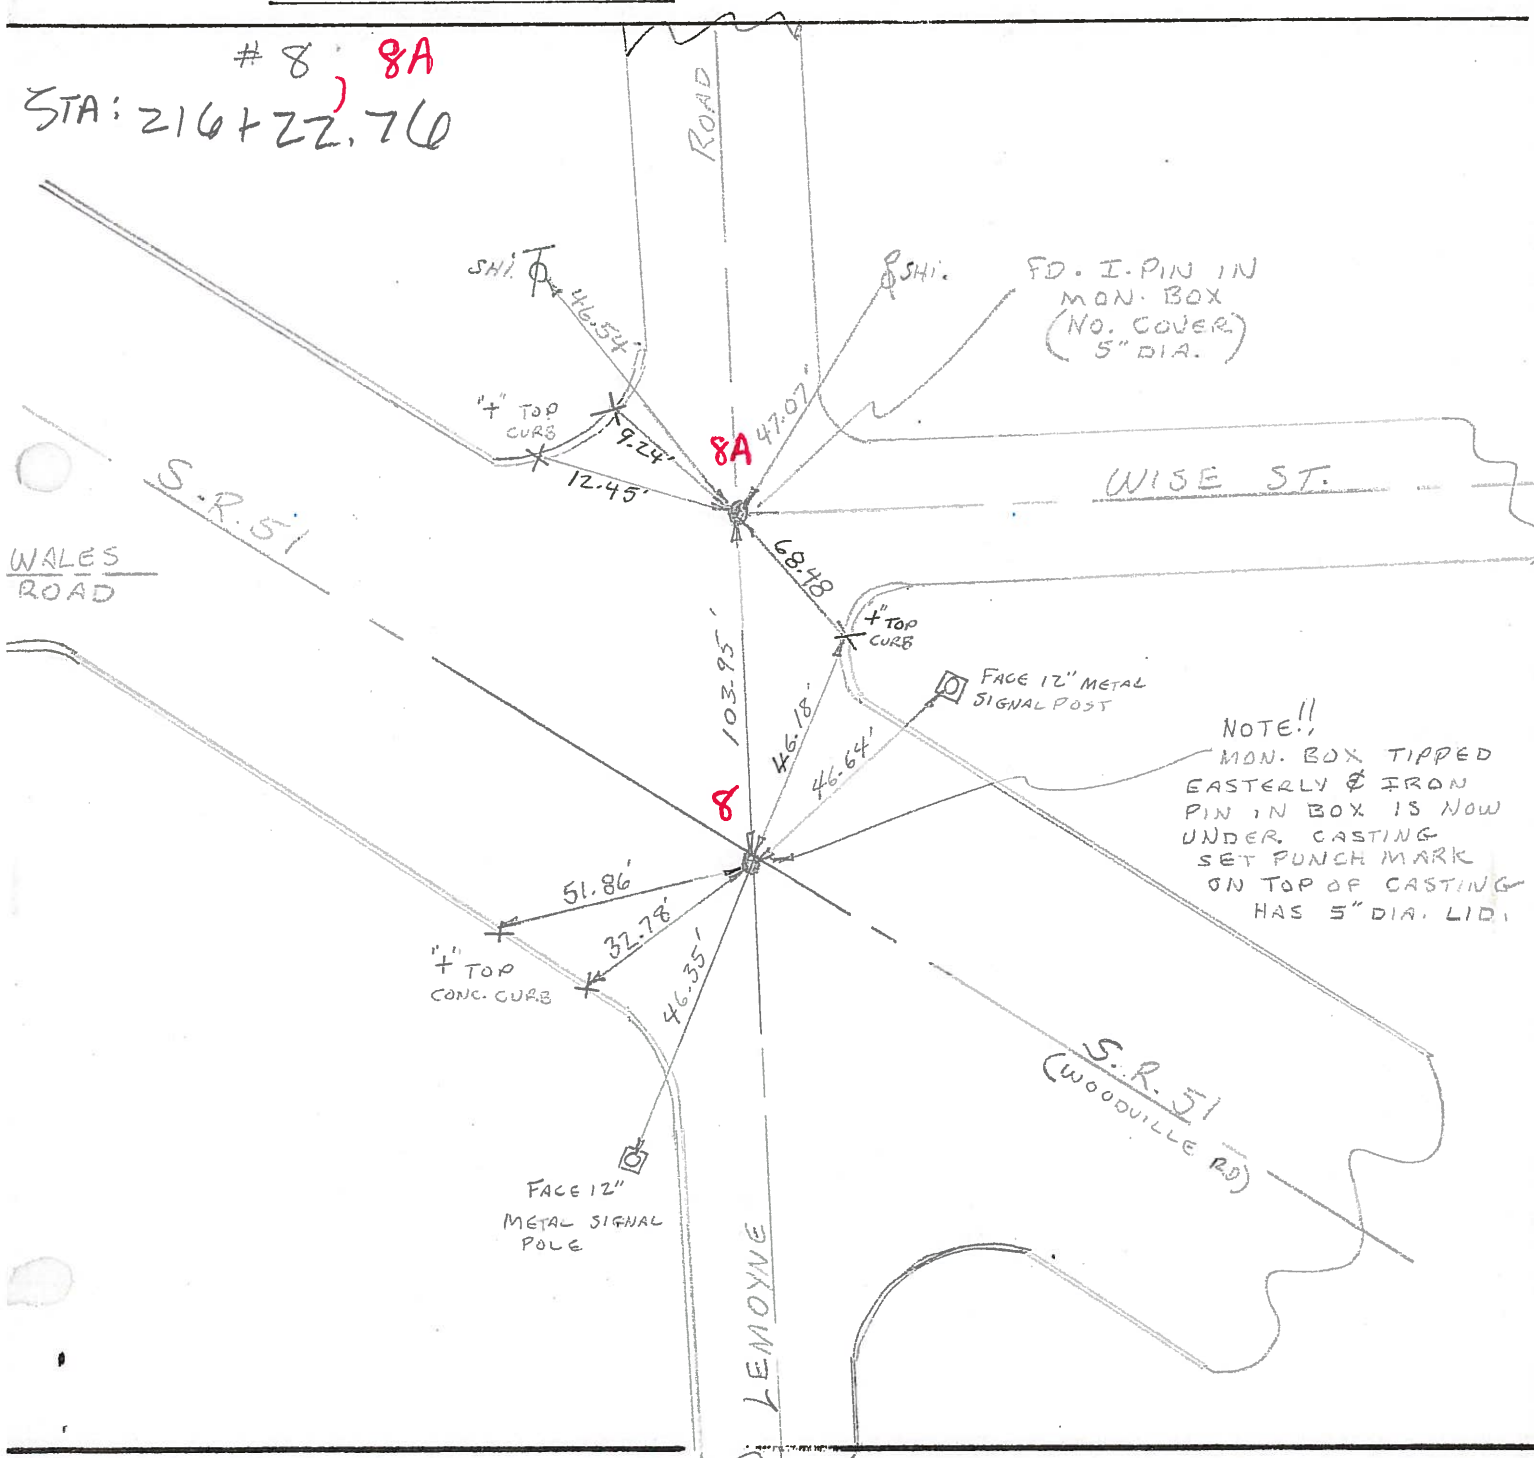 # 8, 8A
STA: 216+22.76
ROAD
SHI.
46.54'
SHI.
47.07'
FD. I. PIN IN
MON. BOX
(NO. COVER)
5" DIA.
"+" TOP
CURB
9.24'
12.45'
8A
WISE ST.
S.R. 51
WALES
ROAD
68.48
"+" TOP
CURB
103.95'
46.18'
46.64'
FACE 12" METAL
SIGNAL POST
NOTE!!
MON. BOX TIPPED
EASTERLY & IRON
PIN IN BOX IS NOW
UNDER CASTING
SET PUNCH MARK
ON TOP OF CASTING
HAS 5" DIA. LID.
8
51.86'
32.78'
46.35'
"+" TOP
CONC. CURB
S.R. 51
(WOODVILLE RD)
FACE 12"
METAL SIGNAL
POLE
LEMOYNE